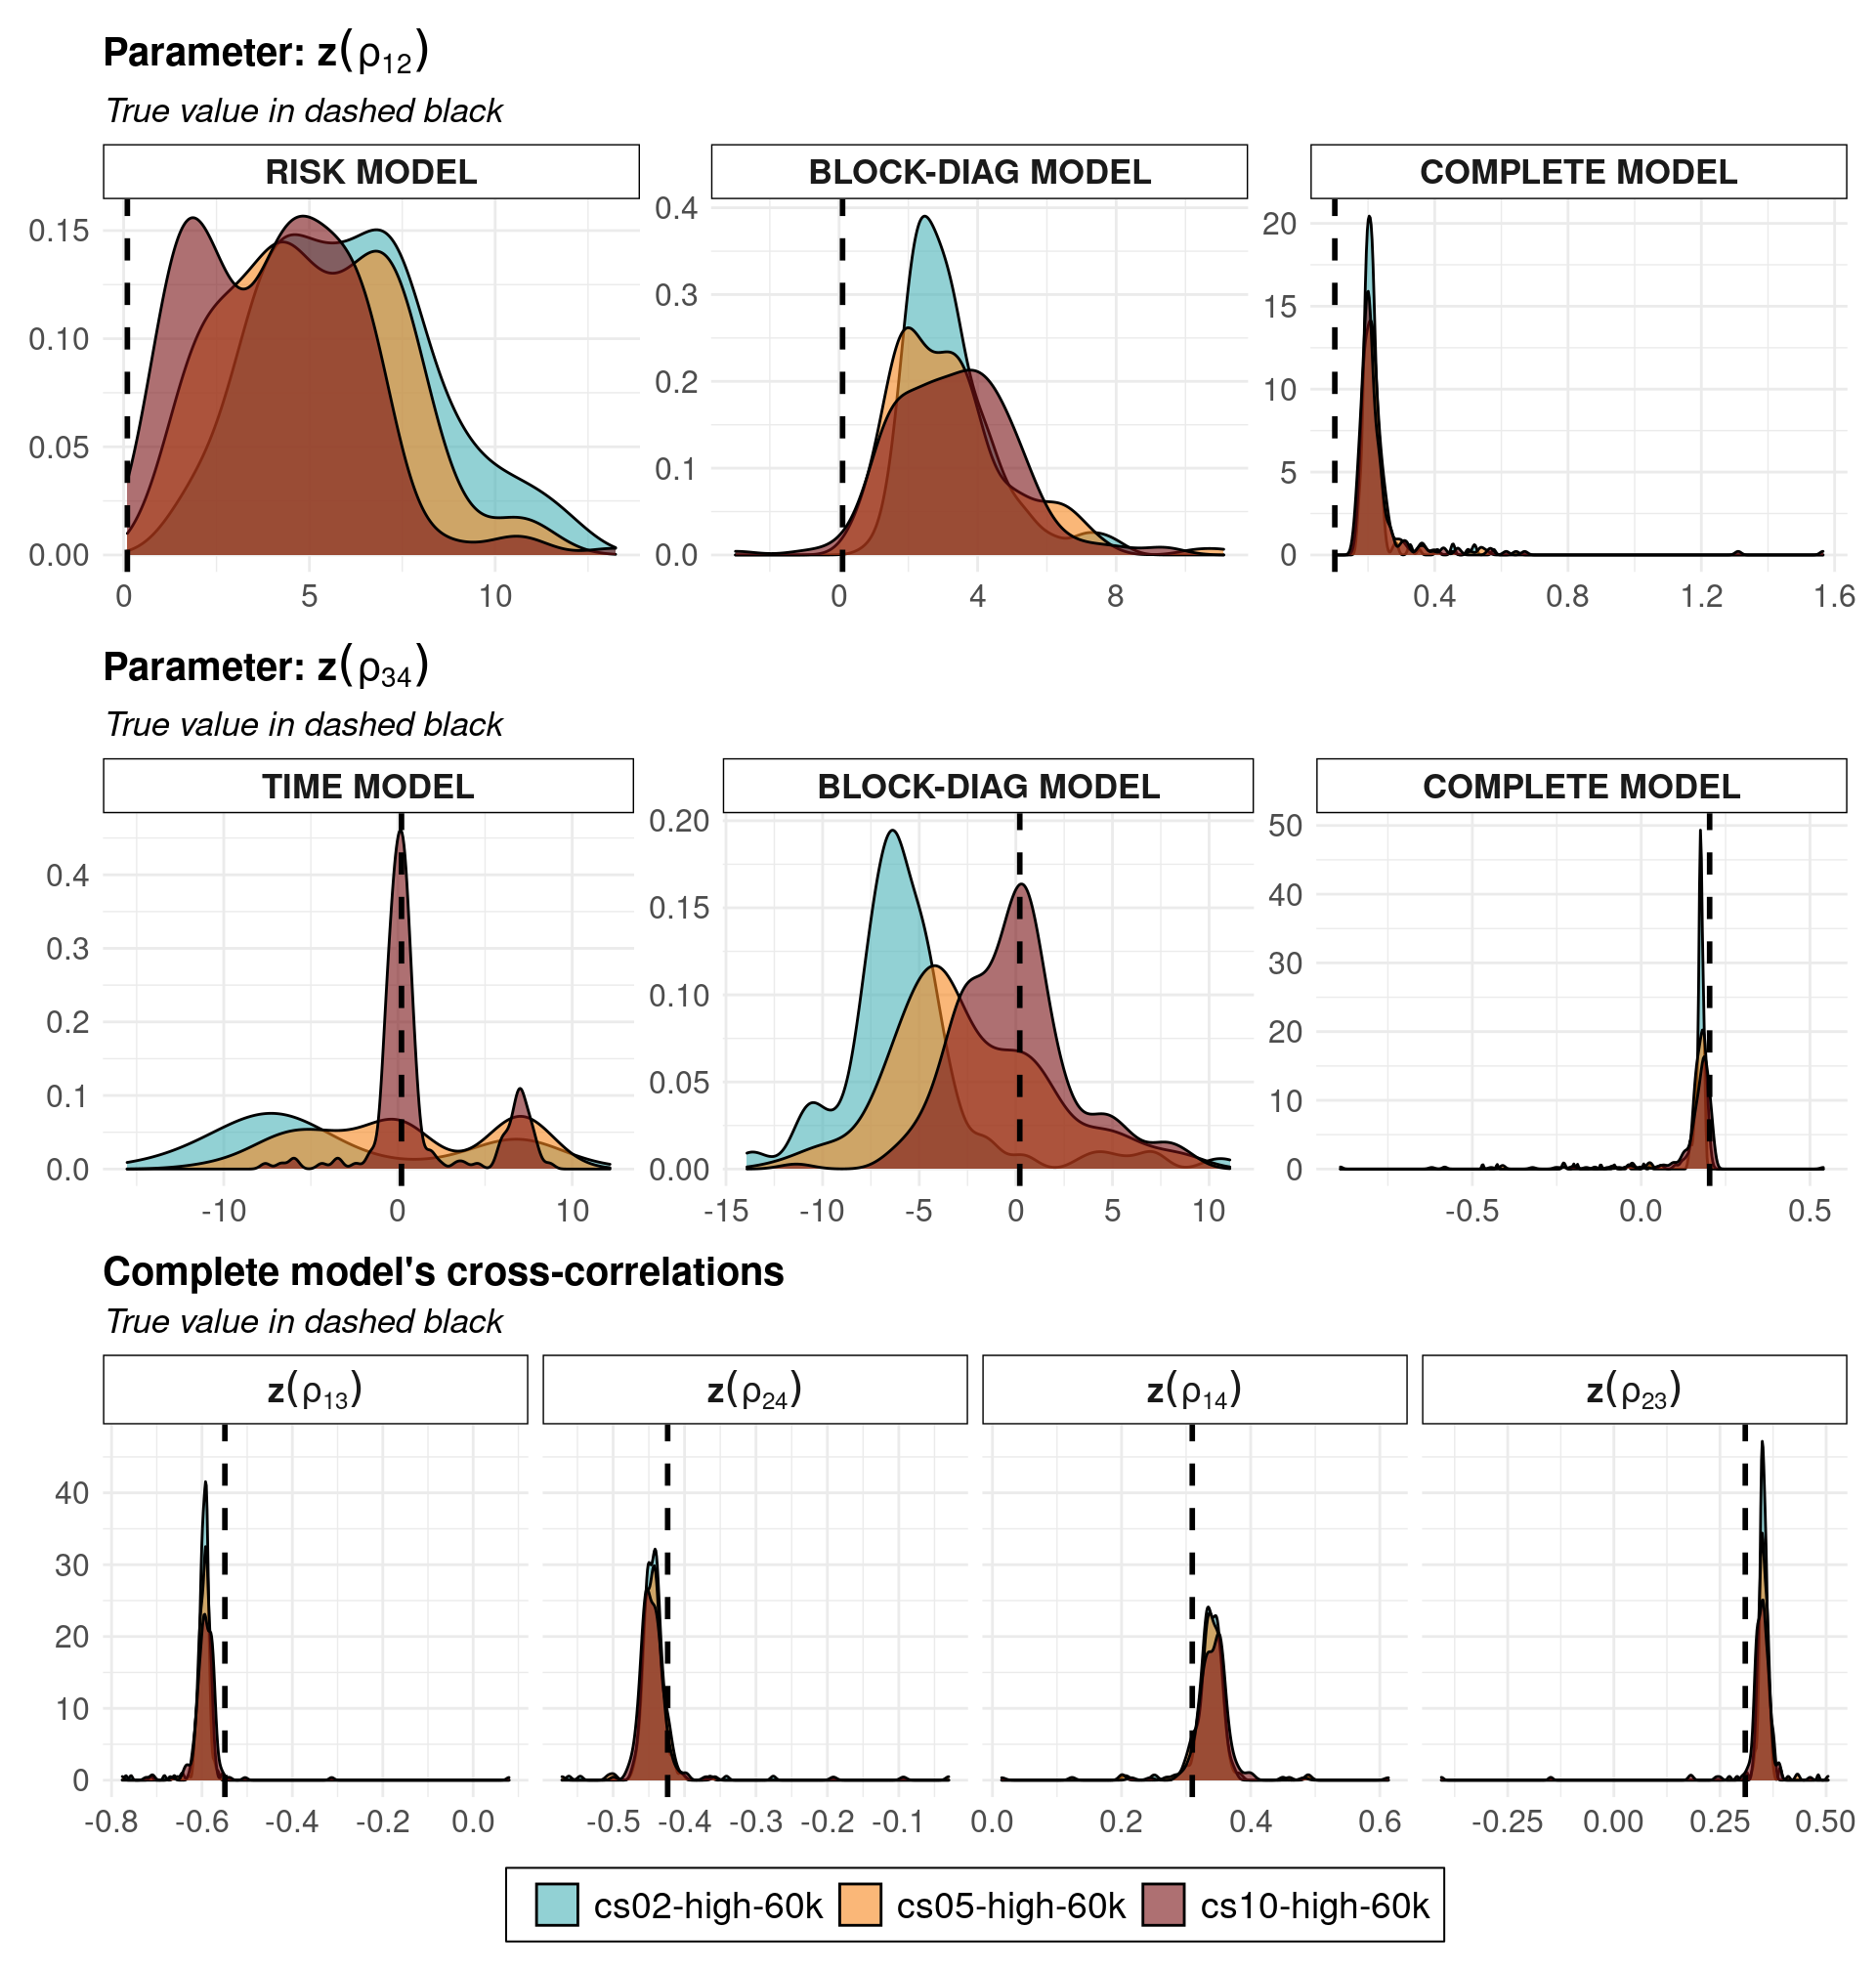 Parameter: z(ρ12)
True value in dashed black
RISK MODEL BLOCK-DIAG MODEL COMPLETE MODEL
0.15 0.10 0.05 0.00
0.4 0.3 0.2 0.1 0.0
20 15 10 5 0
0 5 10 0 4 8 0.4 0.8 1.2 1.6
Parameter: z(ρ34)
True value in dashed black
TIME MODEL BLOCK-DIAG MODEL COMPLETE MODEL
0.4 0.3 0.2 0.1 0.0
0.20 0.15 0.10 0.05 0.00
50 40 30 20 10 0
-10 0 10 -15 -10 -5 0 5 10 -0.5 0.0 0.5
Complete model's cross-correlations
True value in dashed black
z(ρ13) z(ρ24) z(ρ14) z(ρ23)
40 30 20 10 0
-0.8 -0.6 -0.4 -0.2 0.0 -0.5 -0.4 -0.3 -0.2 -0.1 0.0 0.2 0.4 0.6 -0.25 0.00 0.25 0.50
cs02-high-60k cs05-high-60k cs10-high-60k